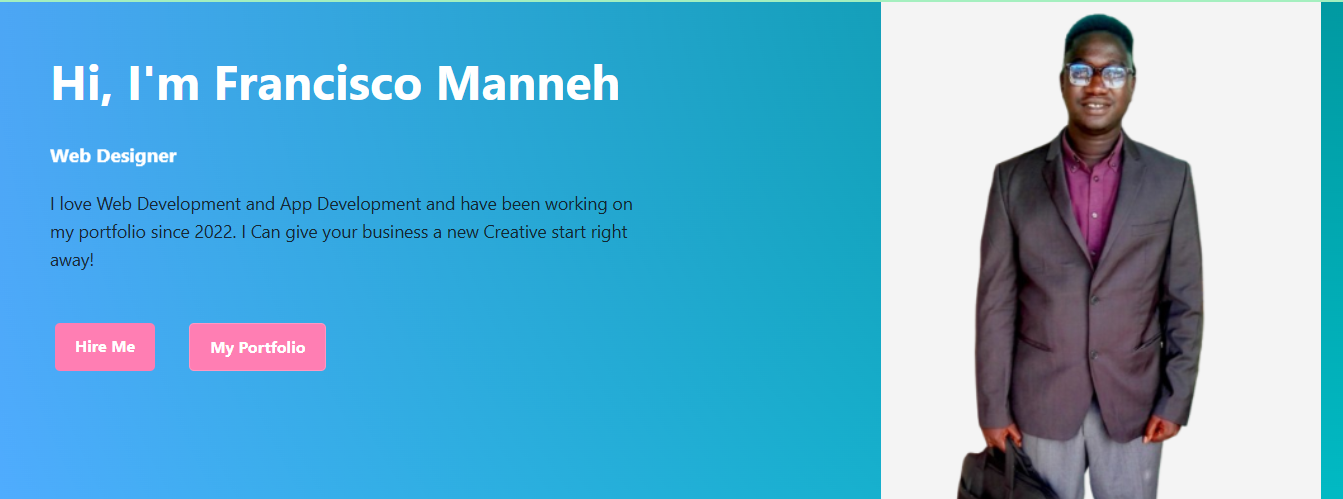 Hi, I'm Francisco Manneh
Web Designer
I love Web Development and App Development and have been working on
my portfolio since 2022. I Can give your business a new Creative start right
away!
Hire Me
My Portfolio